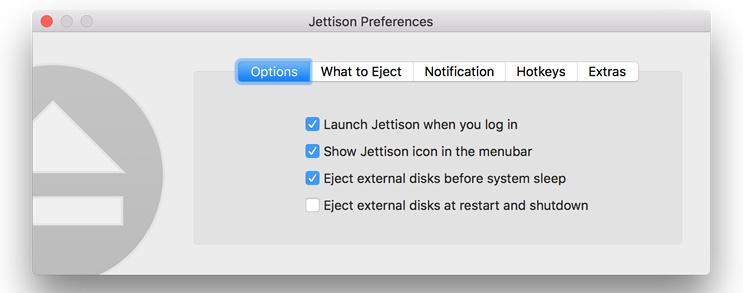 Jettison Preferences
Options What to Eject Notification Hotkeys Extras
Launch Jettison when you log in
Show Jettison icon in the menubar
Eject external disks before system sleep
Eject external disks at restart and shutdown